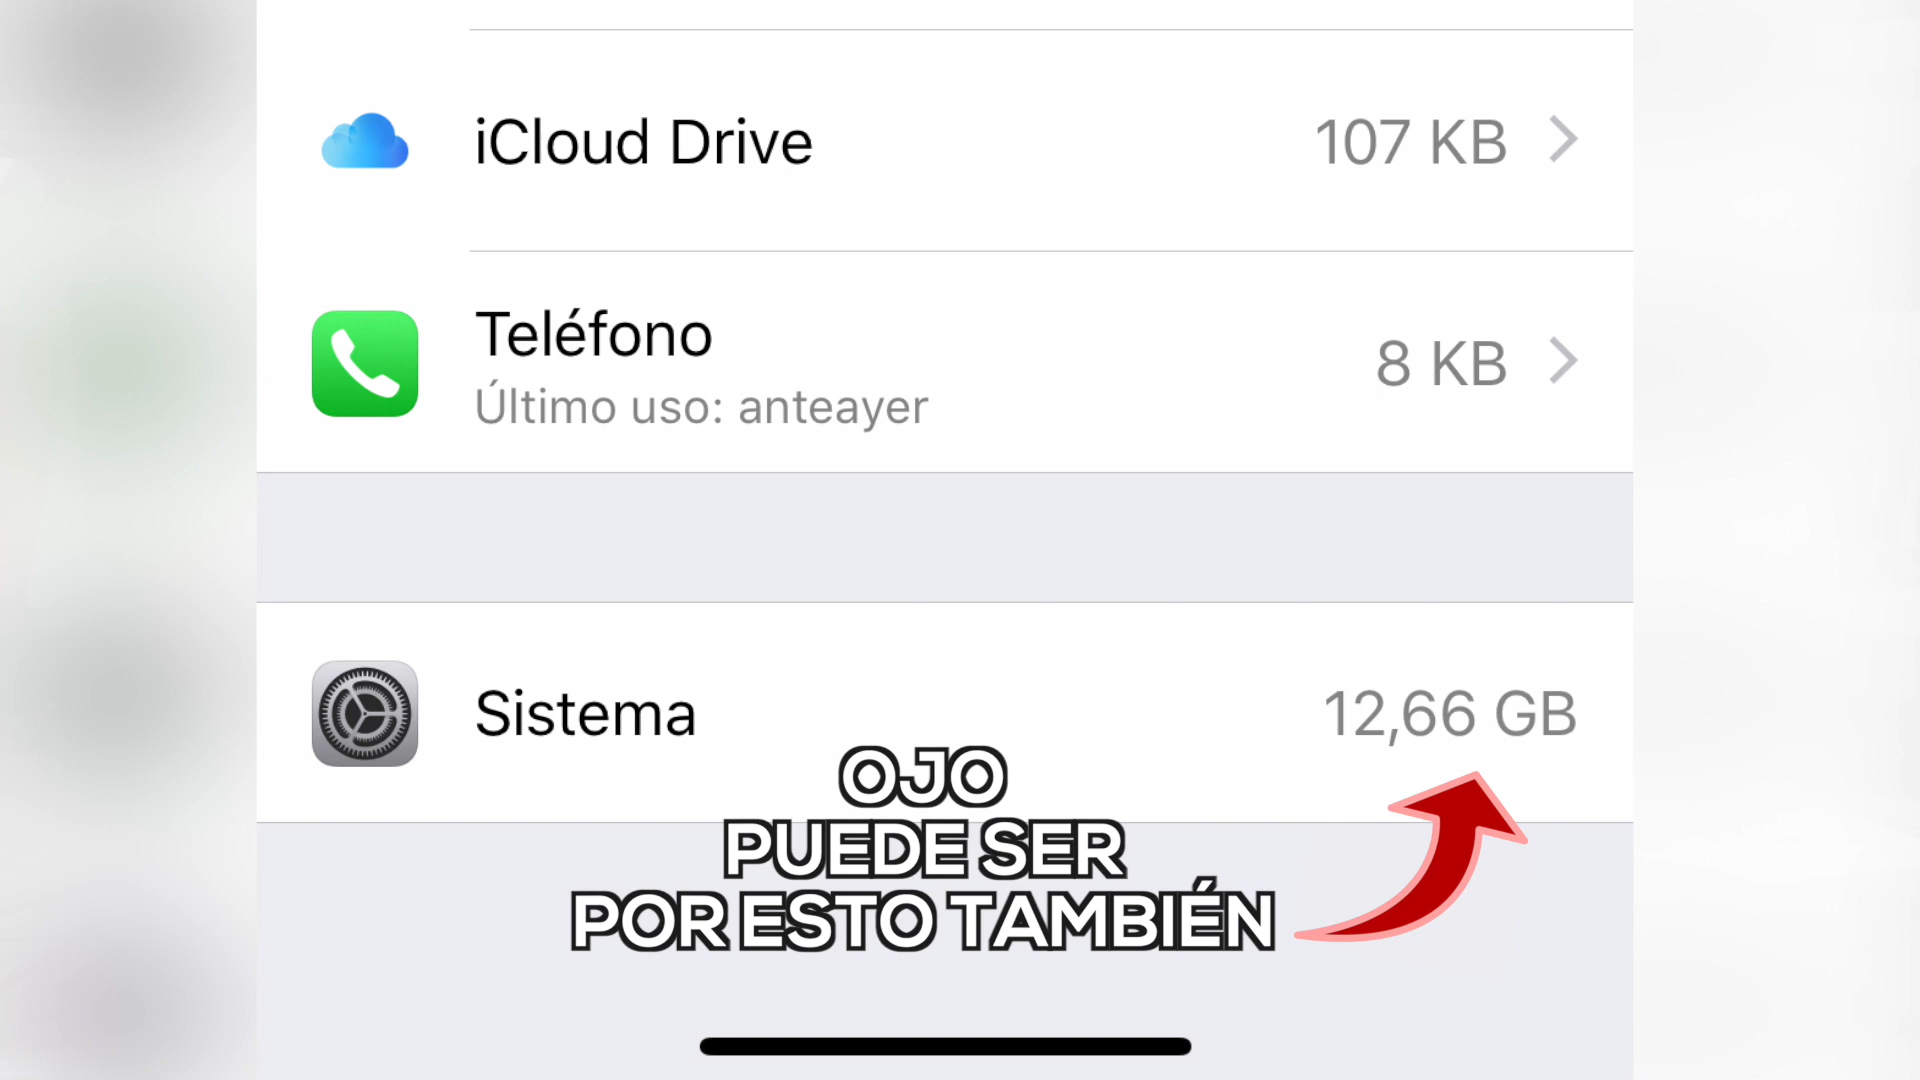 iCloud Drive
107 KB
Teléfono
8 KB
Último uso: anteayer
Sistema
12,66 GB
OJO
PUEDE SER
POR ESTO TAMBIÉN